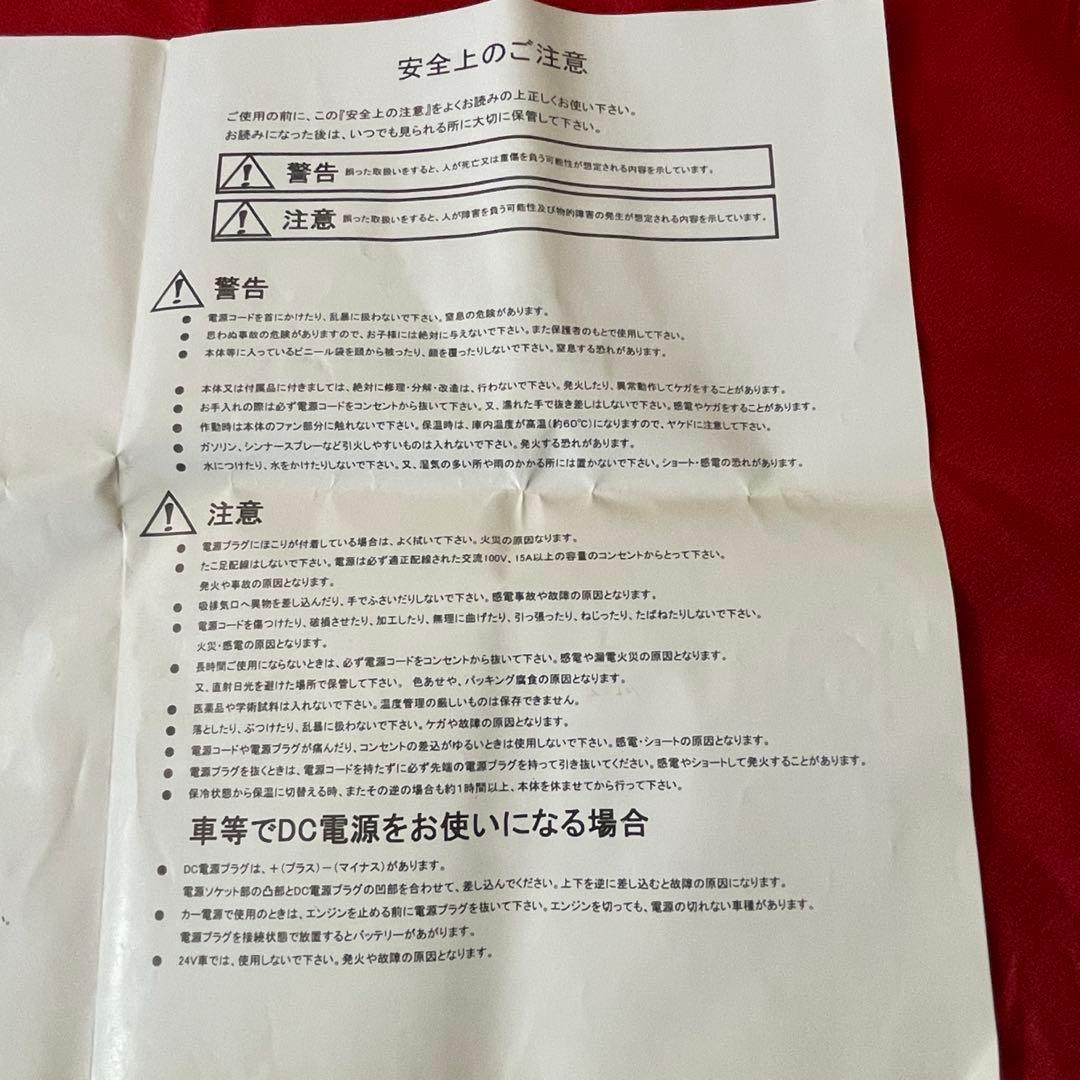 安全上のご注意
ご使用の前に、この『安全上の注意』をよくお読みの上正しくお使い下さい。
お読みになった後は、いつでも見られる所に大切に保管して下さい。
警告 誤った取扱いをすると、人が死亡又は重傷を負う可能性が想定される内容を示しています。
注意 誤った取扱いをすると、人が障害を負う可能性及び物的障害の発生が想定される内容を示しています。
警告
● 電源コードを首にかけたり、乱暴に扱わないで下さい。窒息の危険があります。
● 思わぬ事故の危険がありますので、お子様には絶対に与えないで下さい。また保護者のもとで使用して下さい。
● 本体等に入っているビニール袋を頭から被ったり、顔を覆ったりしないで下さい。窒息する恐れがあります。
● 本体又は付属品に付きましては、絶対に修理・分解・改造は、行わないで下さい。発火したり、異常動作してケガをすることがあります。
● お手入れの際は必ず電源コードをコンセントから抜いて下さい。又、濡れた手で抜き差しはしないで下さい。感電やケガをすることがあります。
● 作動時は本体のファン部分に触れないで下さい。保温時は、庫内温度が高温(約60℃)になりますので、ヤケドに注意して下さい。
● ガソリン、シンナースプレーなど引火しやすいものは入れないで下さい。発火する恐れがあります。
● 水につけたり、水をかけたりしないで下さい。又、湿気の多い所や雨のかかる所には置かないで下さい。ショート・感電の恐れがあります。
注意
● 電源プラグにほこりが付着している場合は、よく拭いて下さい。火災の原因なります。
● たこ足配線はしないで下さい。電源は必ず適正配線された交流100V、15A以上の容量のコンセントからとって下さい。
発火や事故の原因となります。
● 吸排気口へ異物を差し込んだり、手でふさいだりしないで下さい。感電事故や故障の原因となります。
● 電源コードを傷つけたり、破損させたり、加工したり、無理に曲げたり、引っ張ったり、ねじったり、たばねたりしないで下さい。
火災・感電の原因となります。
● 長時間ご使用にならないときは、必ず電源コードをコンセントから抜いて下さい。感電や漏電火災の原因となります。
又、直射日光を避けた場所で保管して下さい。 色あせや、パッキング腐食の原因となります。
● 医薬品や学術試料は入れないで下さい。温度管理の厳しいものは保存できません。
● 落としたり、ぶつけたり、乱暴に扱わないで下さい。ケガや故障の原因となります。
● 電源コードや電源プラグが痛んだり、コンセントの差込がゆるいときは使用しないで下さい。感電・ショートの原因となります。
● 電源プラグを抜くときは、電源コードを持たずに必ず先端の電源プラグを持って引き抜いてください。感電やショートして発火することがあります。
● 保冷状態から保温に切替える時、またその逆の場合も約1時間以上、本体を休ませてから行って下さい。
車等でDC電源をお使いになる場合
● DC電源プラグは、+(プラス)-(マイナス)があります。
電源ソケット部の凸部とDC電源プラグの凹部を合わせて、差し込んでください。上下を逆に差し込むと故障の原因になります。
● カー電源で使用のときは、エンジンを止める前に電源プラグを抜いて下さい。エンジンを切っても、電源の切れない車種があります。
電源プラグを接続状態で放置するとバッテリーがあがります。
● 24V車では、使用しないで下さい。発火や故障の原因となります。